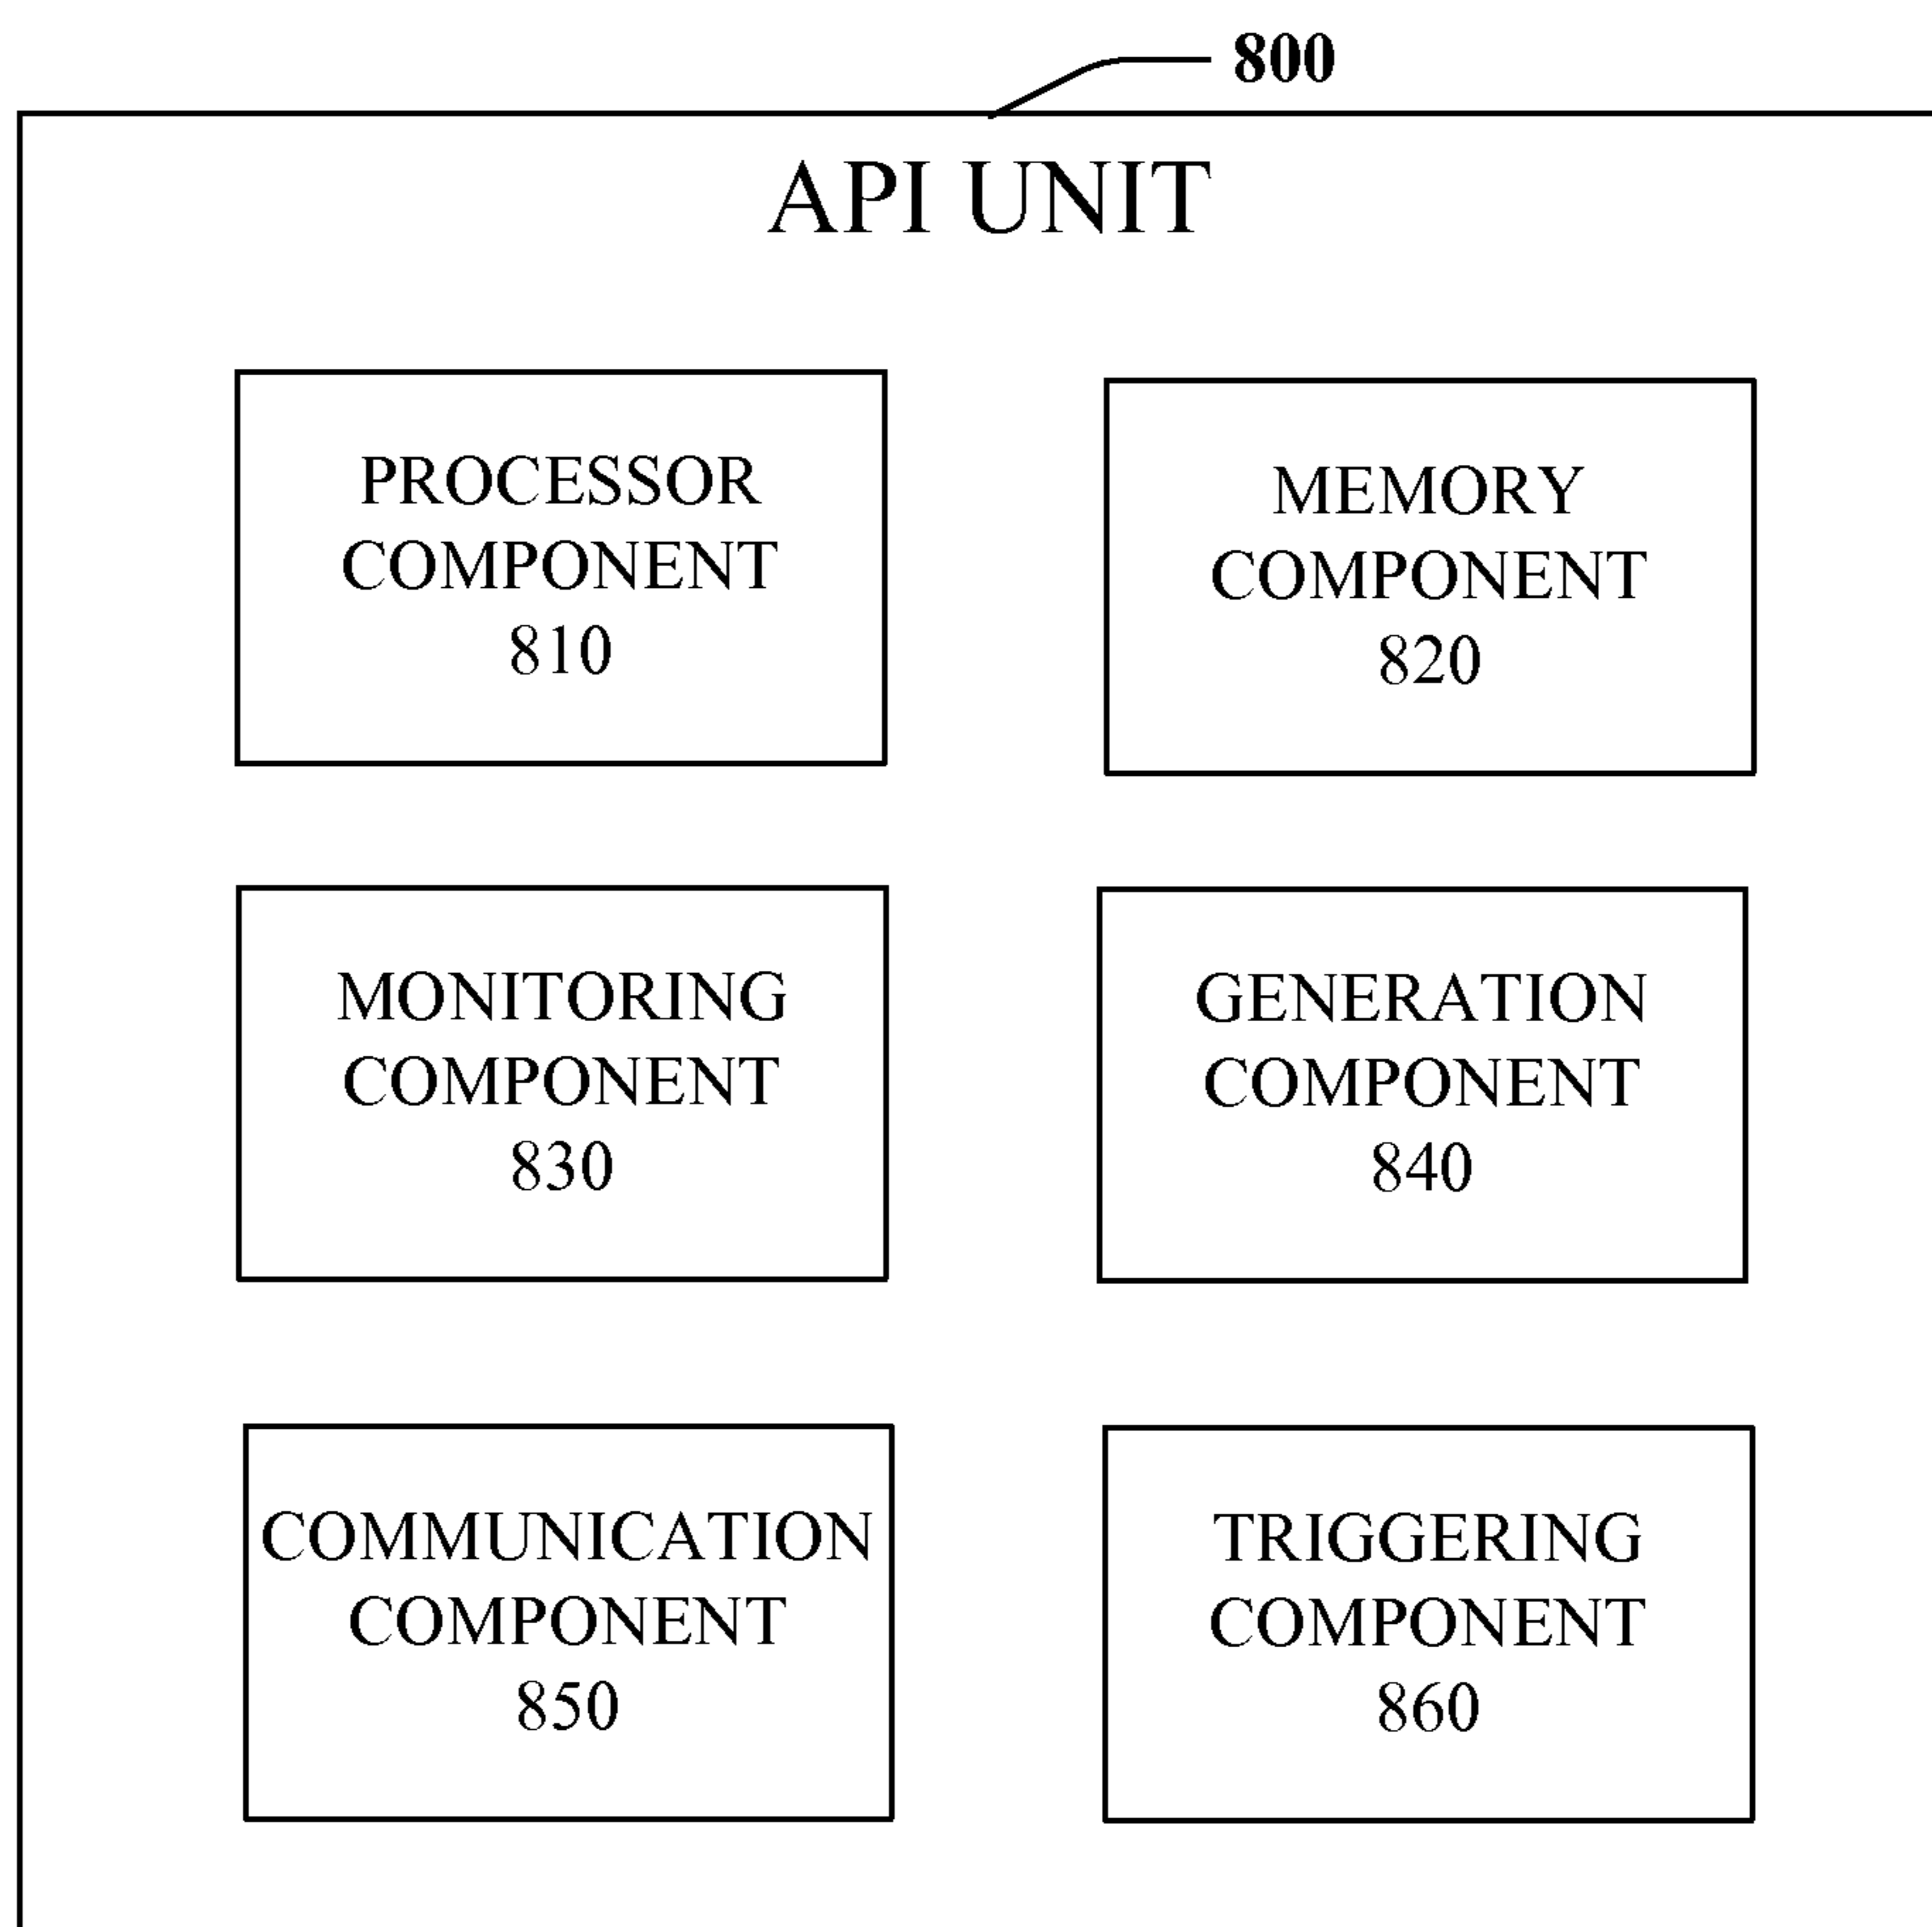 800
API UNIT
PROCESSOR
COMPONENT
810
MEMORY
COMPONENT
820
MONITORING
COMPONENT
830
GENERATION
COMPONENT
840
COMMUNICATION
COMPONENT
850
TRIGGERING
COMPONENT
860